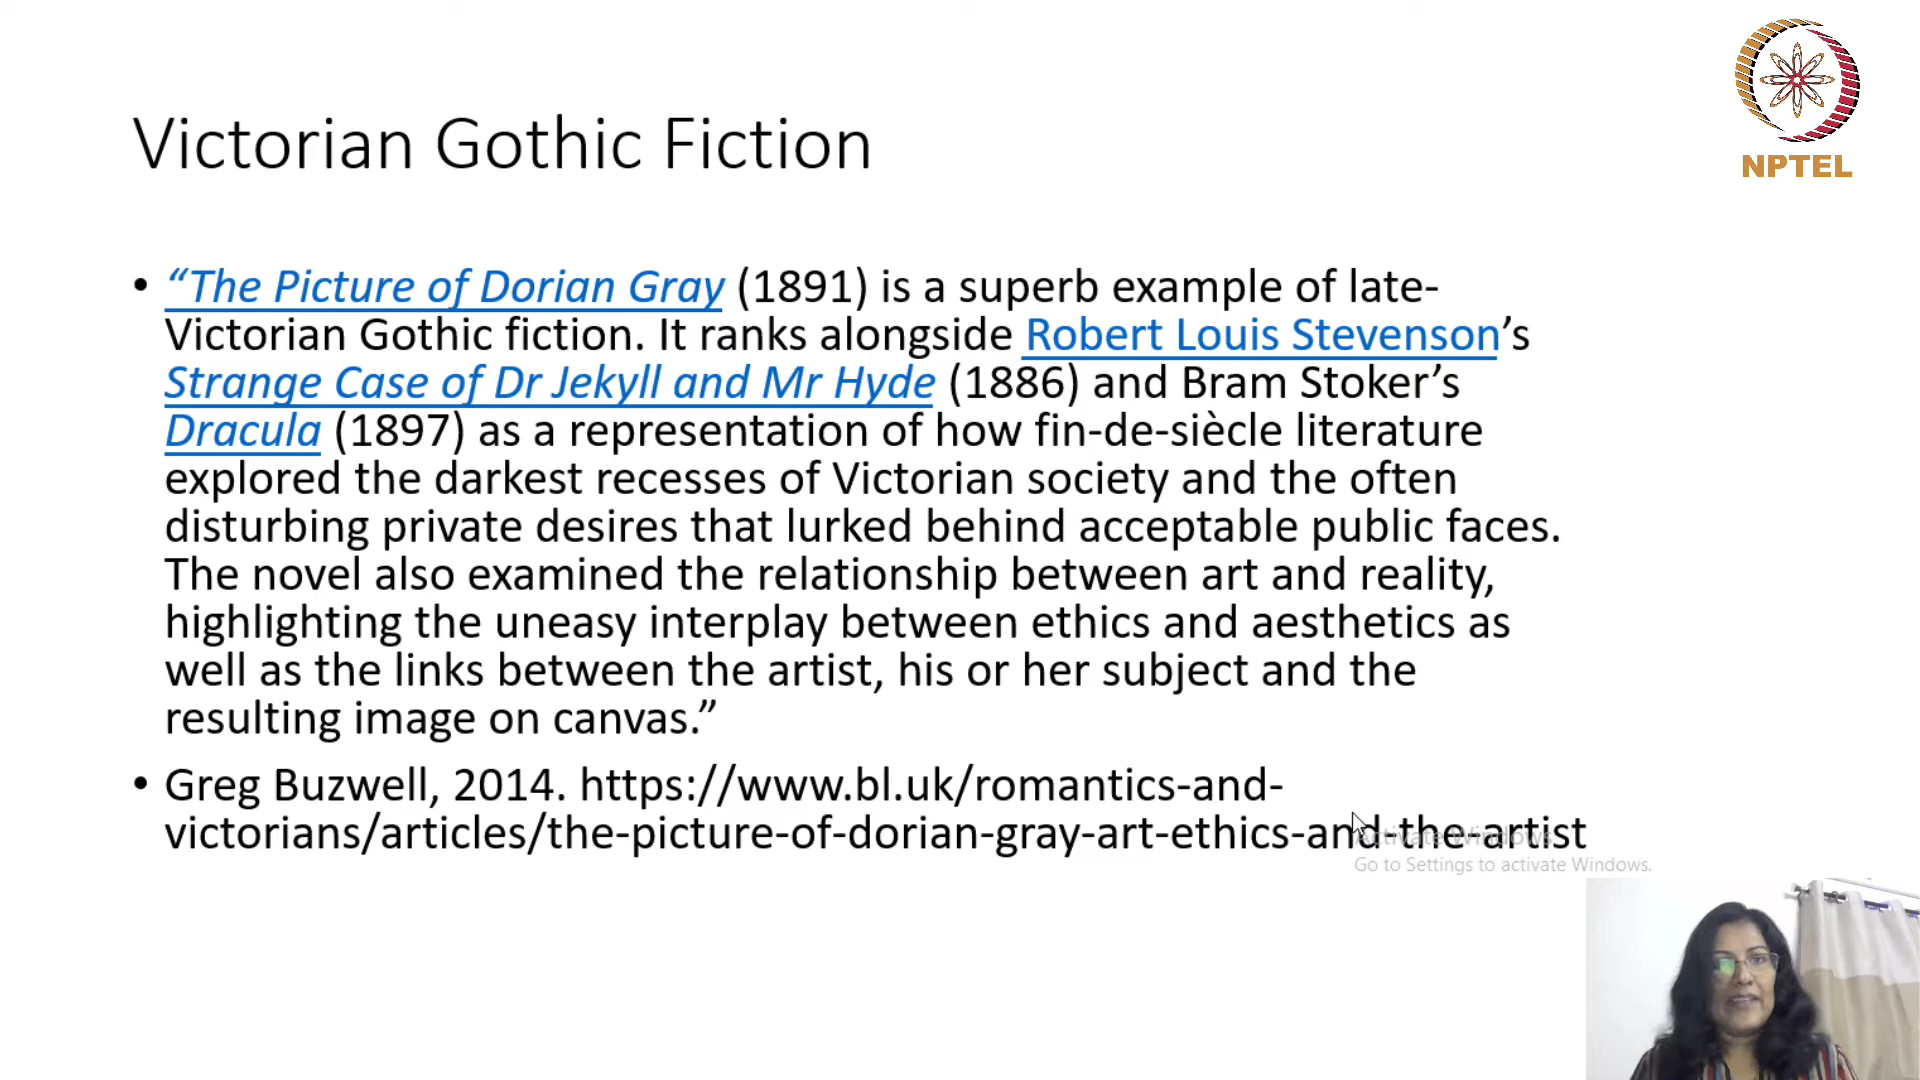 NPTEL
Victorian Gothic Fiction
• “The Picture of Dorian Gray (1891) is a superb example of late-
Victorian Gothic fiction. It ranks alongside Robert Louis Stevenson’s
Strange Case of Dr Jekyll and Mr Hyde (1886) and Bram Stoker’s
Dracula (1897) as a representation of how fin-de-siècle literature
explored the darkest recesses of Victorian society and the often
disturbing private desires that lurked behind acceptable public faces.
The novel also examined the relationship between art and reality,
highlighting the uneasy interplay between ethics and aesthetics as
well as the links between the artist, his or her subject and the
resulting image on canvas.”
• Greg Buzwell, 2014. https://www.bl.uk/romantics-and-
victorians/articles/the-picture-of-dorian-gray-art-ethics-and-the-artist
Activate Windows
Go to Settings to activate Windows.